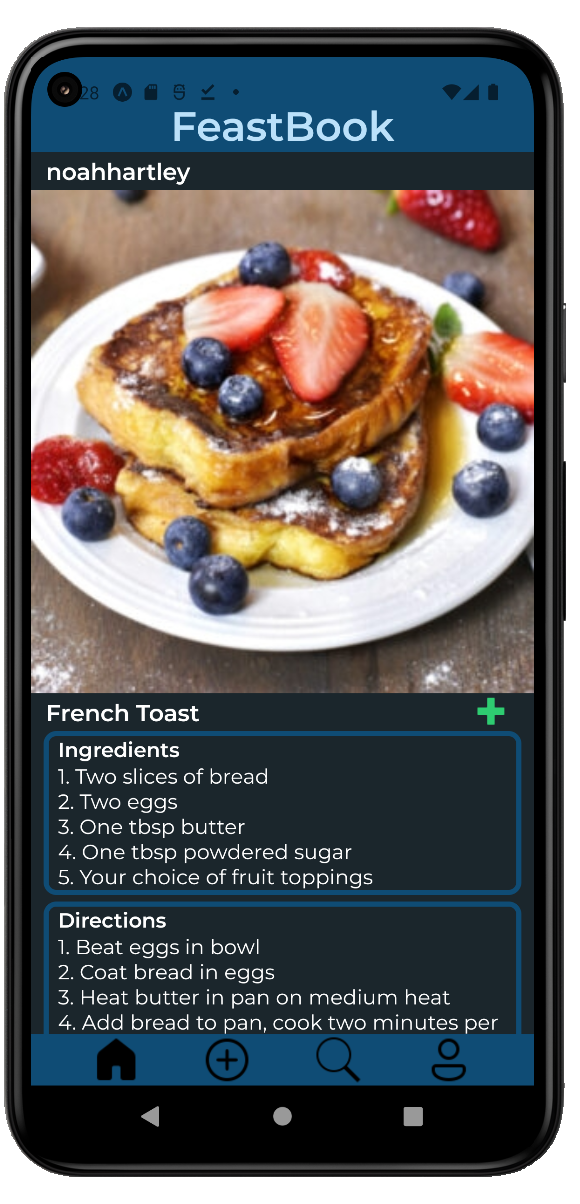 28
FeastBook
noahhartley
French Toast
Ingredients
1. Two slices of bread
2. Two eggs
3. One tbsp butter
4. One tbsp powdered sugar
5. Your choice of fruit toppings
Directions
1. Beat eggs in bowl
2. Coat bread in eggs
3. Heat butter in pan on medium heat
4. Add bread to pan, cook two minutes per